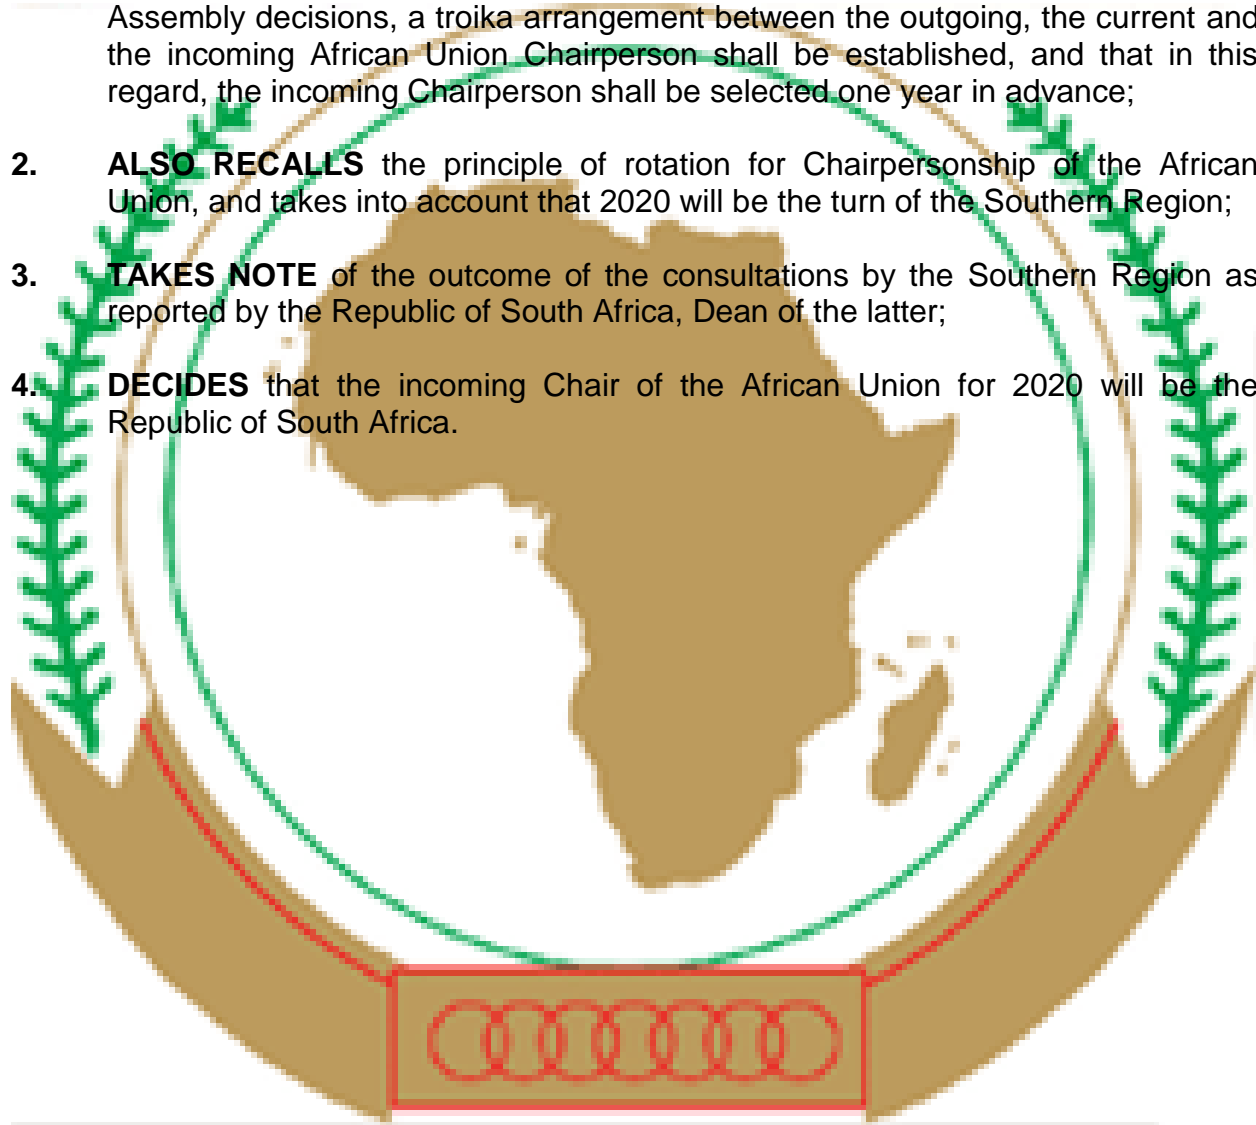 Assembly decisions, a troika arrangement between the outgoing, the current and
the incoming African Union Chairperson shall be established, and that in this
regard, the incoming Chairperson shall be selected one year in advance;
2. ALSO RECALLS the principle of rotation for Chairpersonship of the African
Union, and takes into account that 2020 will be the turn of the Southern Region;
3. TAKES NOTE of the outcome of the consultations by the Southern Region as
reported by the Republic of South Africa, Dean of the latter;
4. DECIDES that the incoming Chair of the African Union for 2020 will be the
Republic of South Africa.